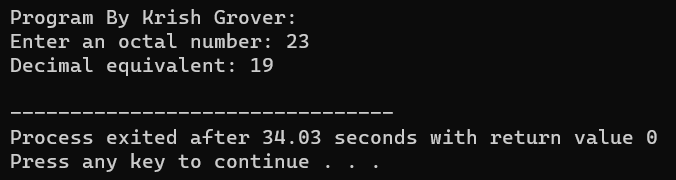 Program By Krish Grover:
Enter an octal number: 23
Decimal equivalent: 19
--------------------------------
Process exited after 34.03 seconds with return value 0
Press any key to continue . . .